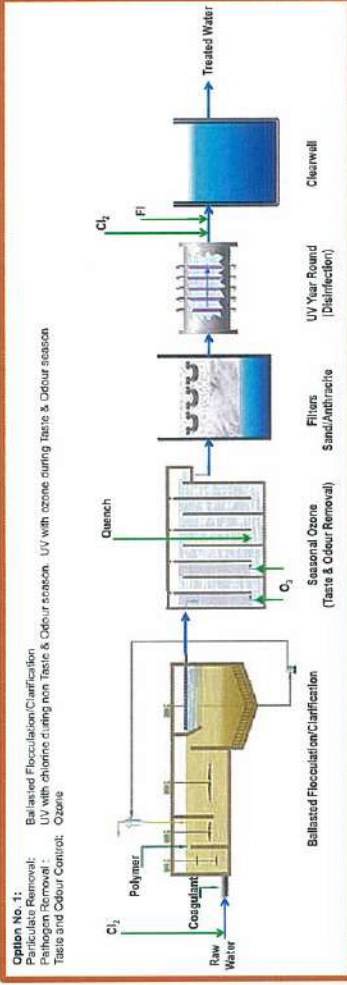 Option No. 1:
Particulate Removal: Ballasted Flocculation/Clarification
Pathogen Removal : UV with chlorine during non Taste & Odour season. UV with ozone during Taste & Odour season
Taste and Odour Control: Ozone
Cl₂
Raw
Water
Coagulant
Polymer
Ballasted Flocculation/Clarification
Quench
O₃
Seasonal Ozone
(Taste & Odour Removal)
Filters
Sand/Anthracite
UV Year Round
(Disinfection)
Cl₂
Fl
Clearwell
Treated Water